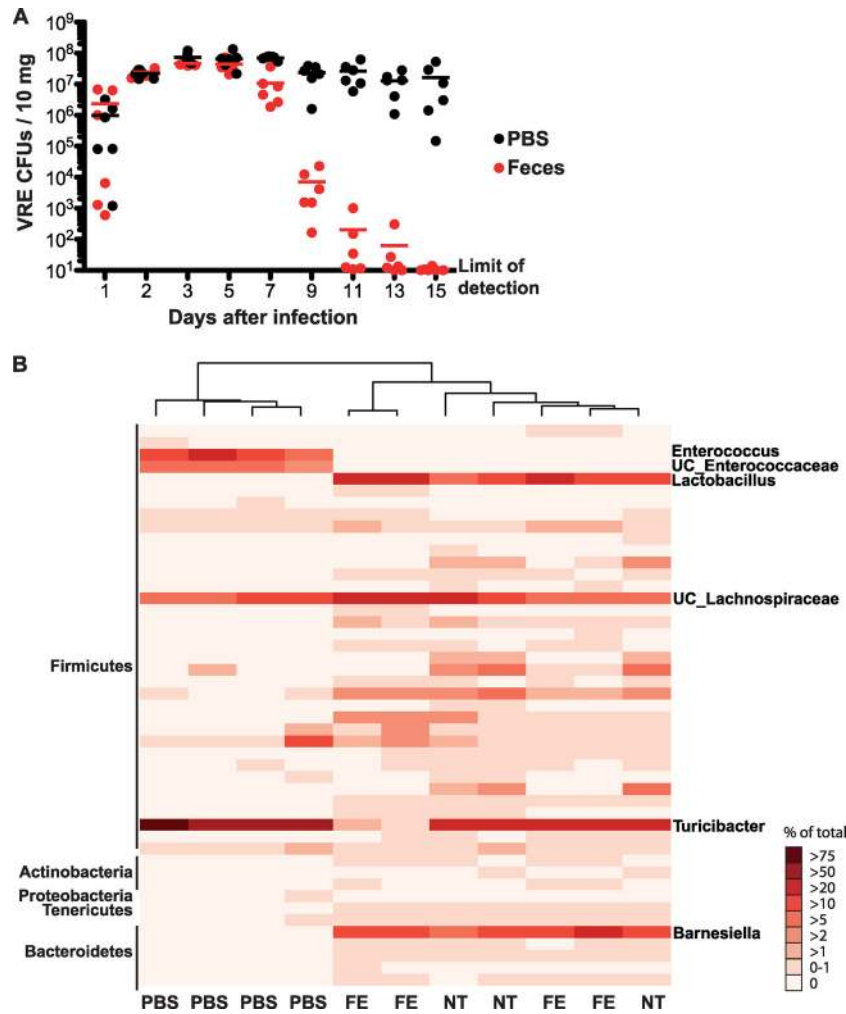 A
10⁹
10⁸
10⁷
10⁶
10⁵
10⁴
10³
10²
10¹
VRE CFUs / 10 mg
PBS
Feces
Limit of
detection
1 2 3 5 7 9 11 13 15
Days after infection
B
Enterococcus
UC_Enterococcaceae
Lactobacillus
UC_Lachnospiraceae
Firmicutes
Turicibacter
Actinobacteria
Proteobacteria
Tenericutes
Barnesiella
Bacteroidetes
% of total
>75
>50
>20
>10
>5
>2
>1
0-1
0
PBS PBS PBS PBS FE FE NT NT FE FE NT